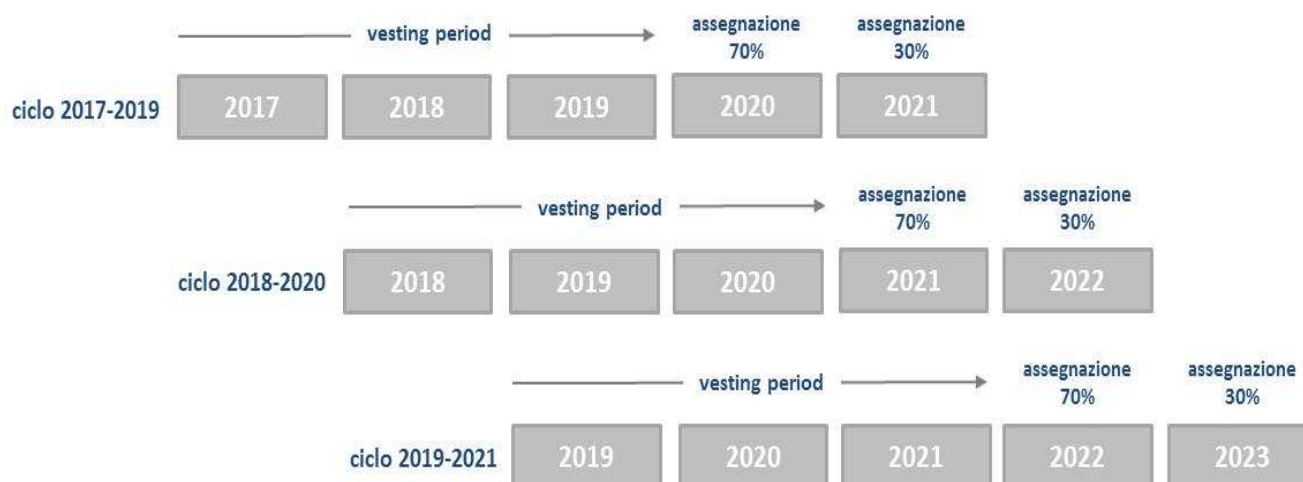 vesting period
assegnazione
70%
assegnazione
30%
ciclo 2017-2019
2017
2018
2019
2020
2021
vesting period
assegnazione
70%
assegnazione
30%
ciclo 2018-2020
2018
2019
2020
2021
2022
vesting period
assegnazione
70%
assegnazione
30%
ciclo 2019-2021
2019
2020
2021
2022
2023